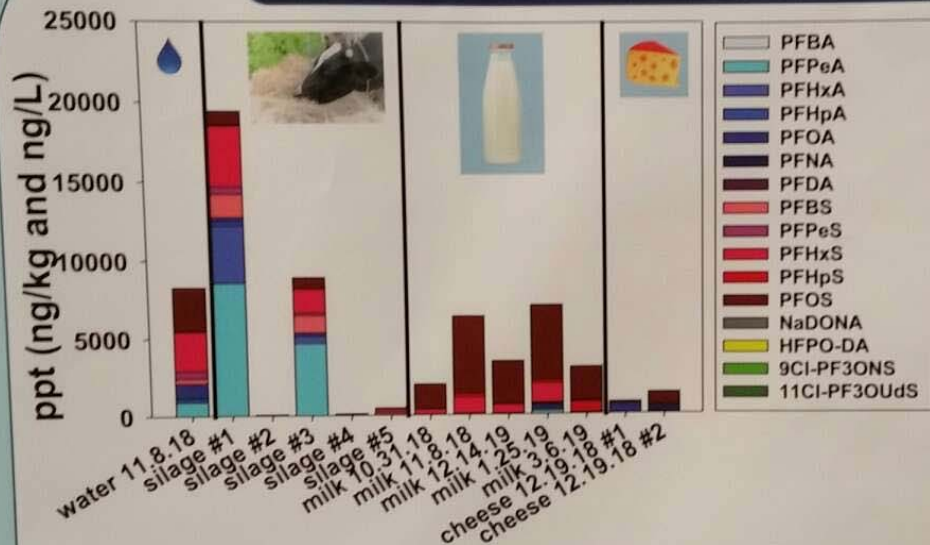 25000
20000
15000
10000
5000
0
ppt (ng/kg and ng/L)
water 11.8.18
silage #1
silage #2
silage #3
silage #4
silage #5
milk 10.31.18
milk 11.8.18
milk 12.14.19
milk 1.25.19
milk 3.6.19
cheese 12.19.18 #1
cheese 12.19.18 #2
PFBA
PFPeA
PFHxA
PFHpA
PFOA
PFNA
PFDA
PFBS
PFPeS
PFHxS
PFHpS
PFOS
NaDONA
HFPO-DA
9Cl-PF3ONS
11Cl-PF3OUdS